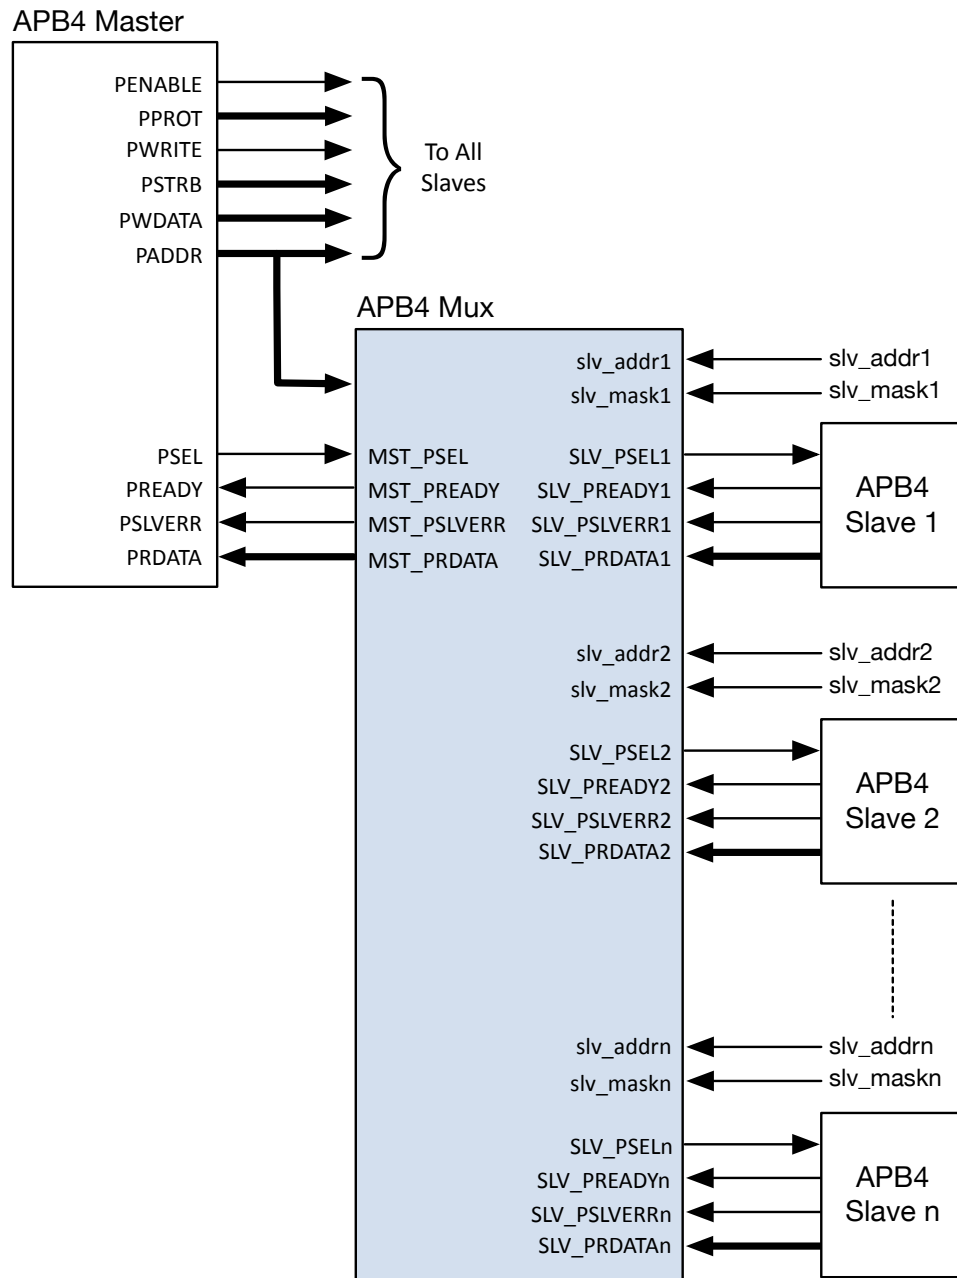 APB4 Master
PENABLE
PPROT
PWRITE
PSTRB
PWDATA
PADDR
To All
Slaves
APB4 Mux
slv_addr1
slv_addr1
slv_mask1
slv_mask1
PSEL
MST_PSEL
SLV_PSEL1
PREADY
MST_PREADY
SLV_PREADY1
PSLVERR
MST_PSLVERR
SLV_PSLVERR1
PRDATA
MST_PRDATA
SLV_PRDATA1
APB4
Slave 1
slv_addr2
slv_addr2
slv_mask2
slv_mask2
SLV_PSEL2
SLV_PREADY2
SLV_PSLVERR2
SLV_PRDATA2
APB4
Slave 2
slv_addrn
slv_addrn
slv_maskn
slv_maskn
SLV_PSELn
SLV_PREADYn
SLV_PSLVERRn
SLV_PRDATAn
APB4
Slave n